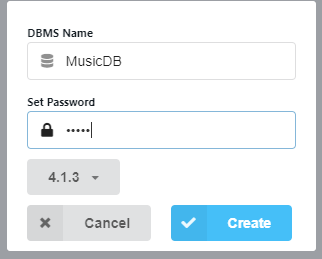 DBMS Name
MusicDB
Set Password
•••••
4.1.3
Cancel
Create